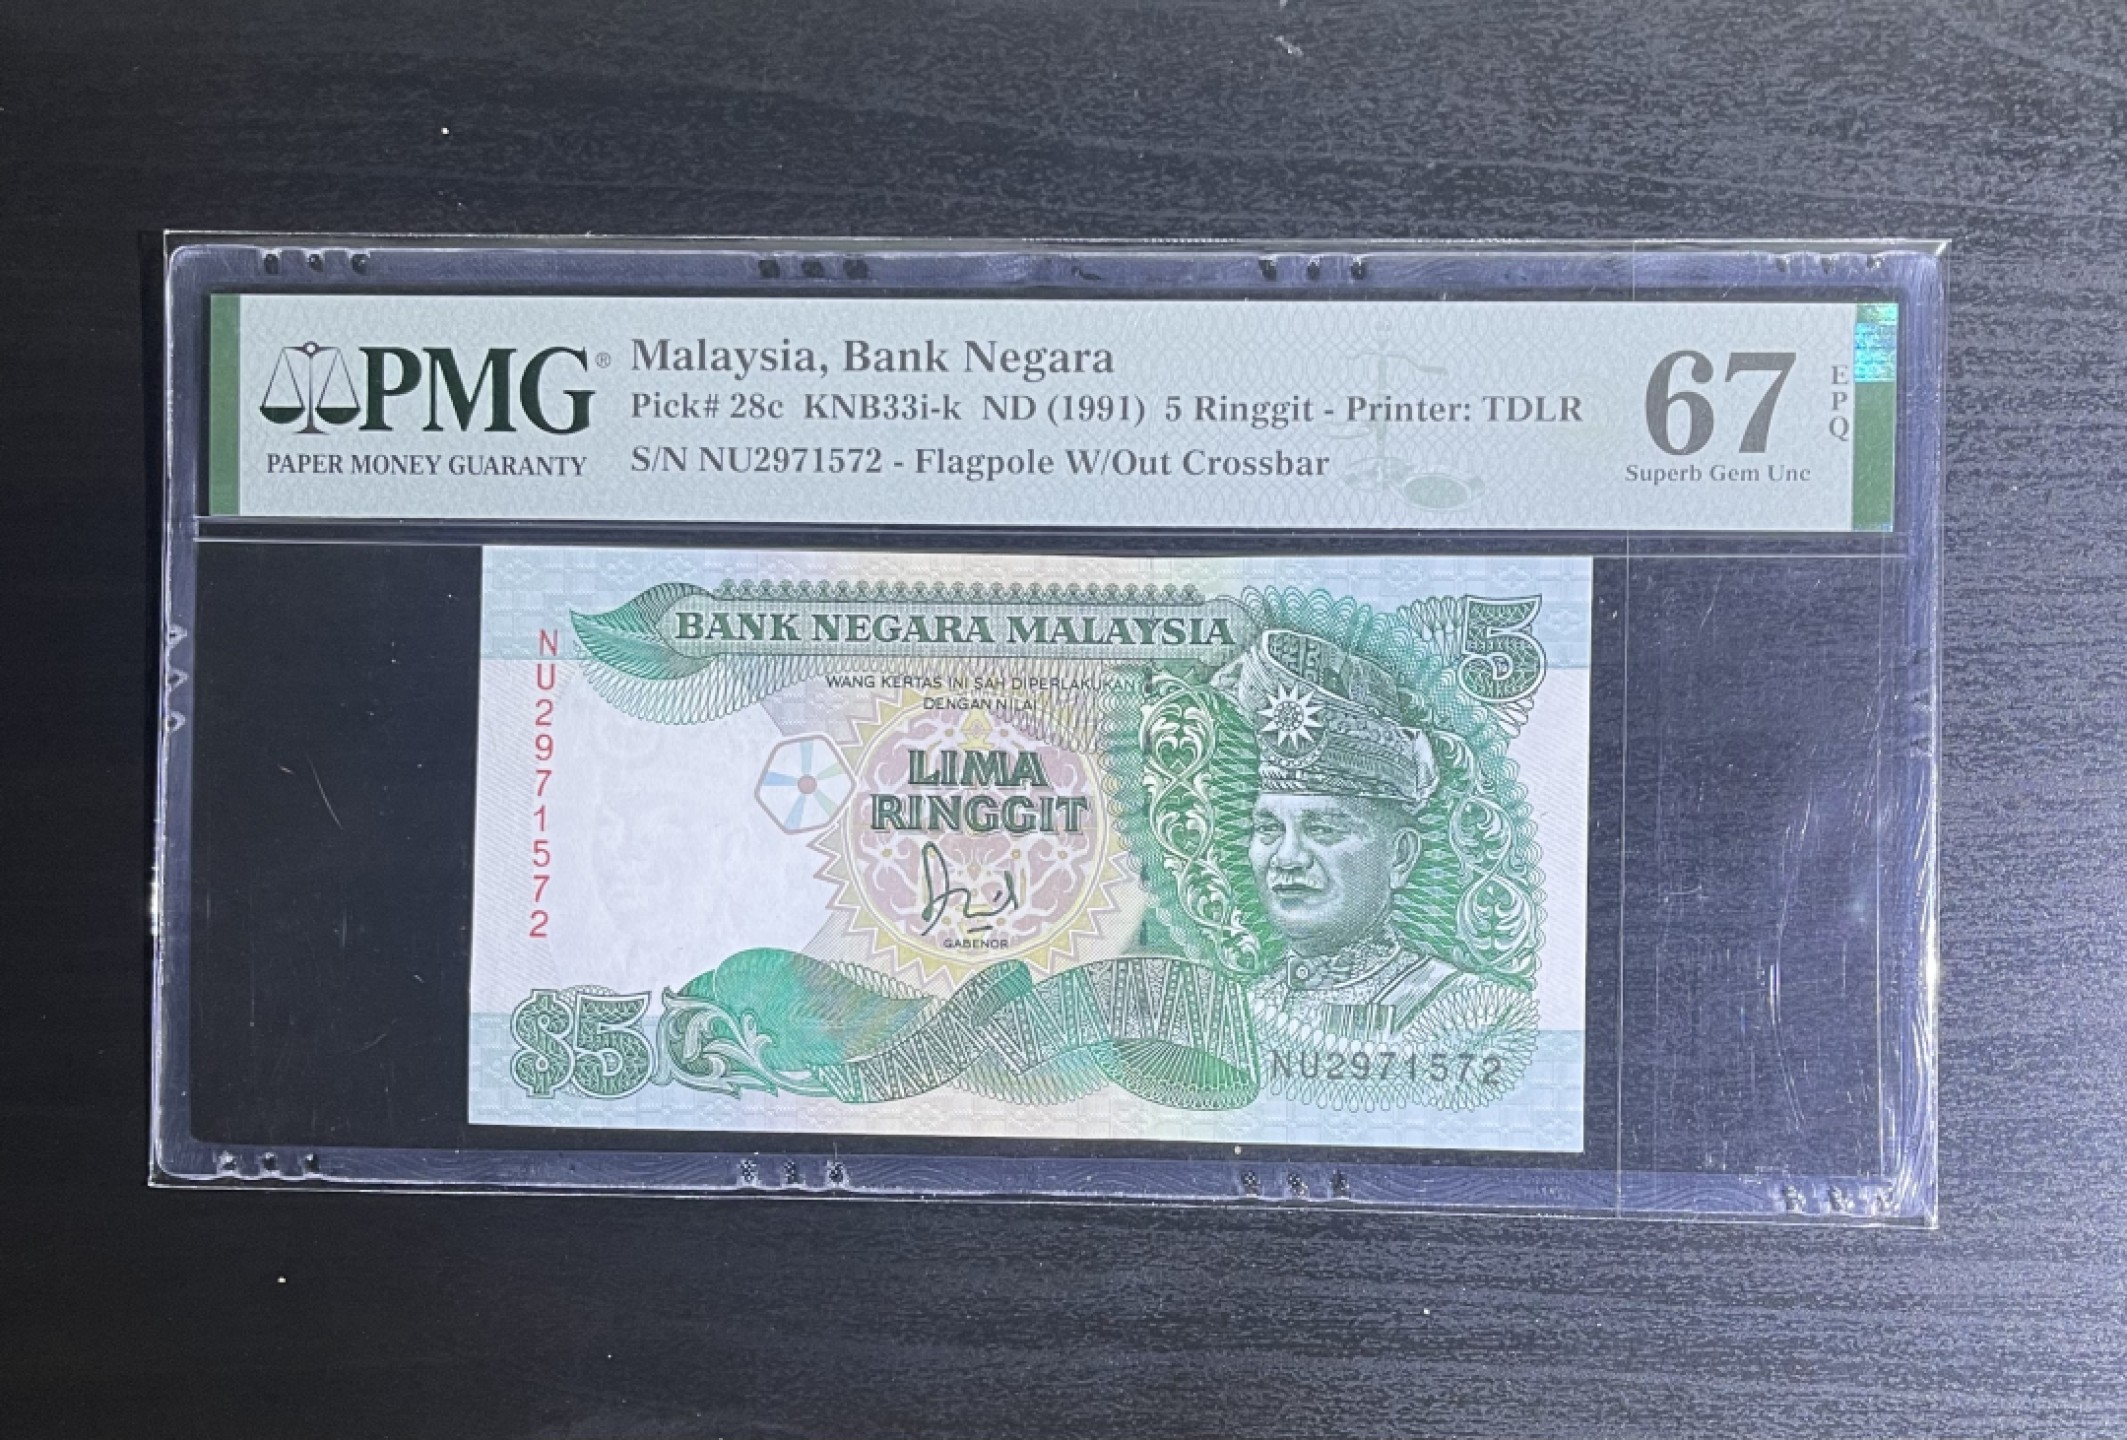 PMG®
PAPER MONEY GUARANTY
Malaysia, Bank Negara
Pick# 28c KNB33i-k ND (1991) 5 Ringgit - Printer: TDLR
S/N NU2971572 - Flagpole W/Out Crossbar
67
EPQ
Superb Gem Unc
BANK NEGARA MALAYSIA
5
WANG KERTAS INI SAH DIPERLAKUKAN
DENGAN NILAI
NU2971572
LIMA
RINGGIT
GABENOR
$5
NU2971572